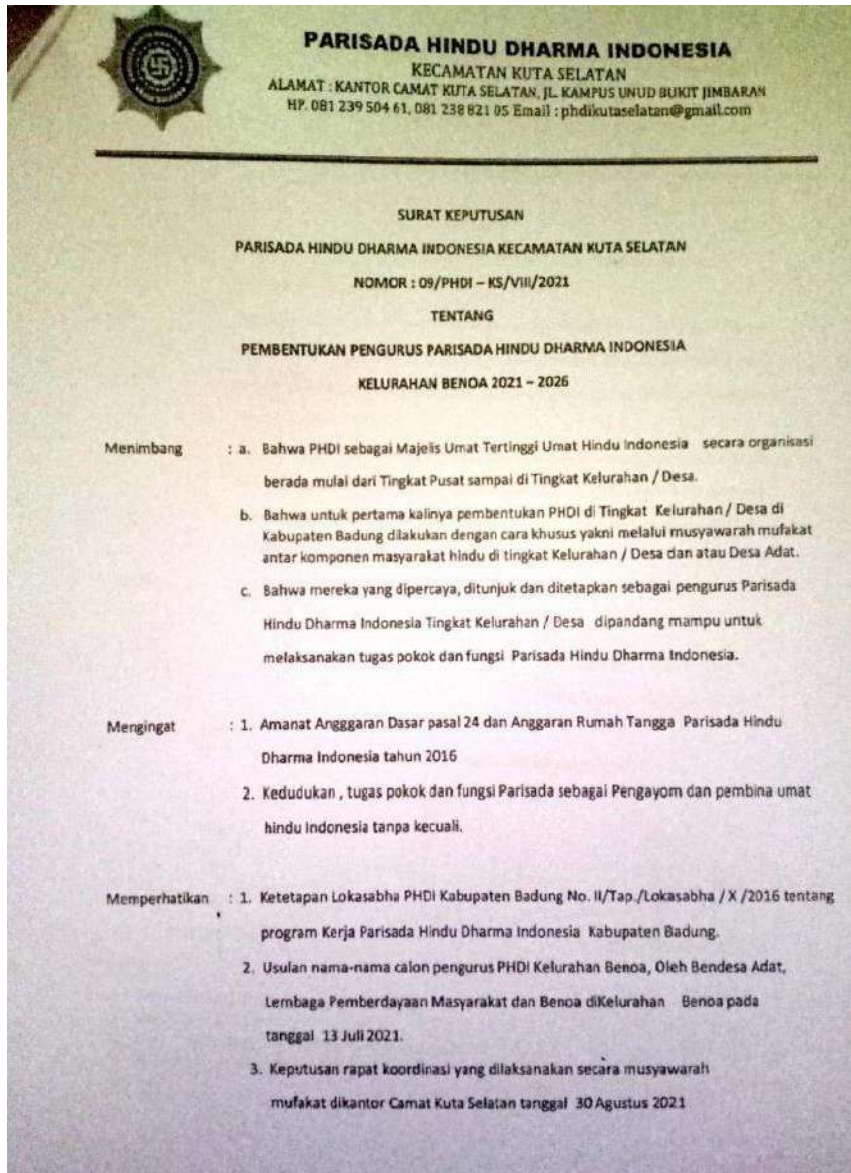 PARISADA HINDU DHARMA INDONESIA
KECAMATAN KUTA SELATAN
ALAMAT : KANTOR CAMAT KUTA SELATAN, JL. KAMPUS UNUD BUKIT JIMBARAN
HP. 081 239 504 61, 081 238 821 05 Email : phdikutaselatan@gmail.com
SURAT KEPUTUSAN
PARISADA HINDU DHARMA INDONESIA KECAMATAN KUTA SELATAN
NOMOR : 09/PHDI – KS/VIII/2021
TENTANG
PEMBENTUKAN PENGURUS PARISADA HINDU DHARMA INDONESIA
KELURAHAN BENOA 2021 – 2026
Menimbang : a. Bahwa PHDI sebagai Majelis Umat Tertinggi Umat Hindu Indonesia secara organisasi
berada mulai dari Tingkat Pusat sampai di Tingkat Kelurahan / Desa.
b. Bahwa untuk pertama kalinya pembentukan PHDI di Tingkat Kelurahan / Desa di
Kabupaten Badung dilakukan dengan cara khusus yakni melalui musyawarah mufakat
antar komponen masyarakat hindu di tingkat Kelurahan / Desa dan atau Desa Adat.
c. Bahwa mereka yang dipercaya, ditunjuk dan ditetapkan sebagai pengurus Parisada
Hindu Dharma Indonesia Tingkat Kelurahan / Desa dipandang mampu untuk
melaksanakan tugas pokok dan fungsi Parisada Hindu Dharma Indonesia.
Mengingat : 1. Amanat Angggaran Dasar pasal 24 dan Anggaran Rumah Tangga Parisada Hindu
Dharma Indonesia tahun 2016
2. Kedudukan , tugas pokok dan fungsi Parisada sebagai Pengayom dan pembina umat
hindu Indonesia tanpa kecuali.
Memperhatikan : 1. Ketetapan Lokasabha PHDI Kabupaten Badung No. II/Tap./Lokasabha / X /2016 tentang
program Kerja Parisada Hindu Dharma Indonesia Kabupaten Badung.
2. Usulan nama-nama calon pengurus PHDI Kelurahan Benoa, Oleh Bendesa Adat,
Lembaga Pemberdayaan Masyarakat dan Benoa diKelurahan Benoa pada
tanggal 13 Juli 2021.
3. Keputusan rapat koordinasi yang dilaksanakan secara musyawarah
mufakat dikantor Camat Kuta Selatan tanggal 30 Agustus 2021